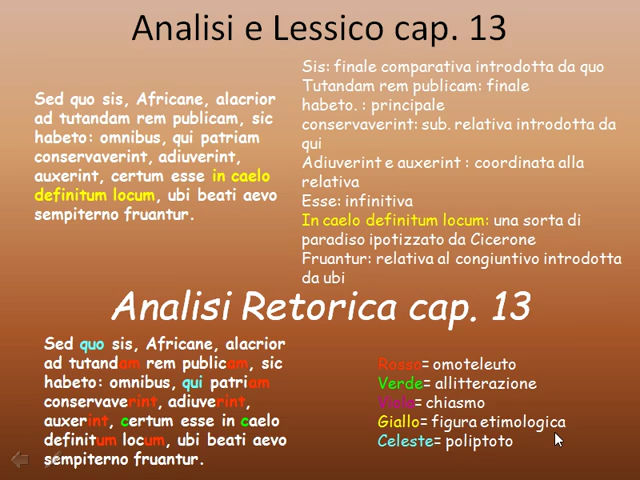 Analisi e Lessico cap. 13
Sed quo sis, Africane, alacrior
ad tutandam rem publicam, sic
habeto: omnibus, qui patriam
conservaverint, adiuverint,
auxerint, certum esse in caelo
definitum locum, ubi beati aevo
sempiterno fruantur.
Sis: finale comparativa introdotta da quo
Tutandam rem publicam: finale
habeto. : principale
conservaverint: sub. relativa introdotta da
qui
Adiuverint e auxerint : coordinata alla
relativa
Esse: infinitiva
In caelo definitum locum: una sorta di
paradiso ipotizzato da Cicerone
Fruantur: relativa al congiuntivo introdotta
da ubi
Analisi Retorica cap. 13
Sed quo sis, Africane, alacrior
ad tutandam rem publicam, sic
habeto: omnibus, qui patriam
conservaverint, adiuverint,
auxerint, certum esse in caelo
definitum locum, ubi beati aevo
sempiterno fruantur.
Rosso= omoteleuto
Verde= allitterazione
Viola= chiasmo
Giallo= figura etimologica
Celeste= poliptoto